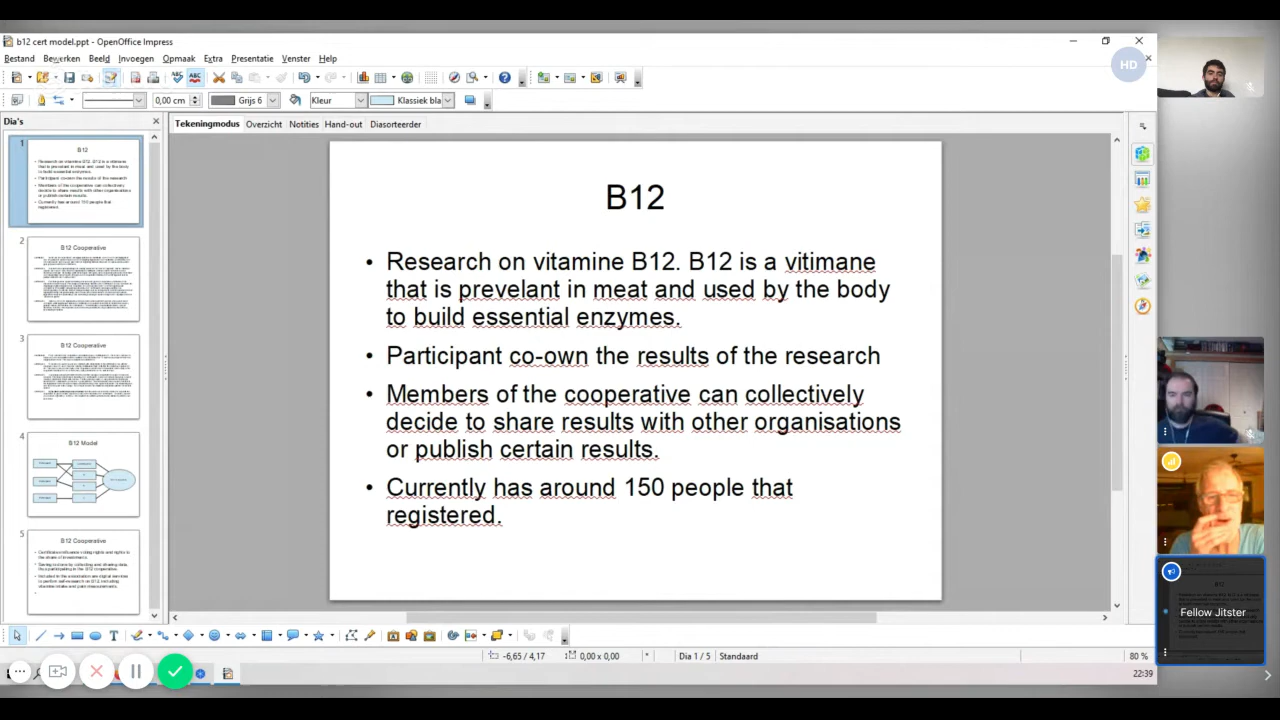 b12 cert model.ppt - OpenOffice Impress
Bestand Bewerken Beeld Invoegen Opmaak Extra Presentatie Venster Help
HD
0,00 cm Grijs 6 Kleur Klassiek bla
Dia's
Tekeningmodus Overzicht Notities Hand-out Diasorteerder
1
B12
2
B12 Cooperative
3
B12 Cooperative
4
B12 Model
5
B12 Cooperative
B12
• Research on vitamine B12. B12 is a vitimane
that is prevelant in meat and used by the body
to build essential enzymes.
• Participant co-own the results of the research
• Members of the cooperative can collectively
decide to share results with other organisations
or publish certain results.
• Currently has around 150 people that
registered.
Fellow Jitster
-6,65 / 4,17 0,00 x 0,00 * Dia 1 / 5 Standaard 80 %
22:39